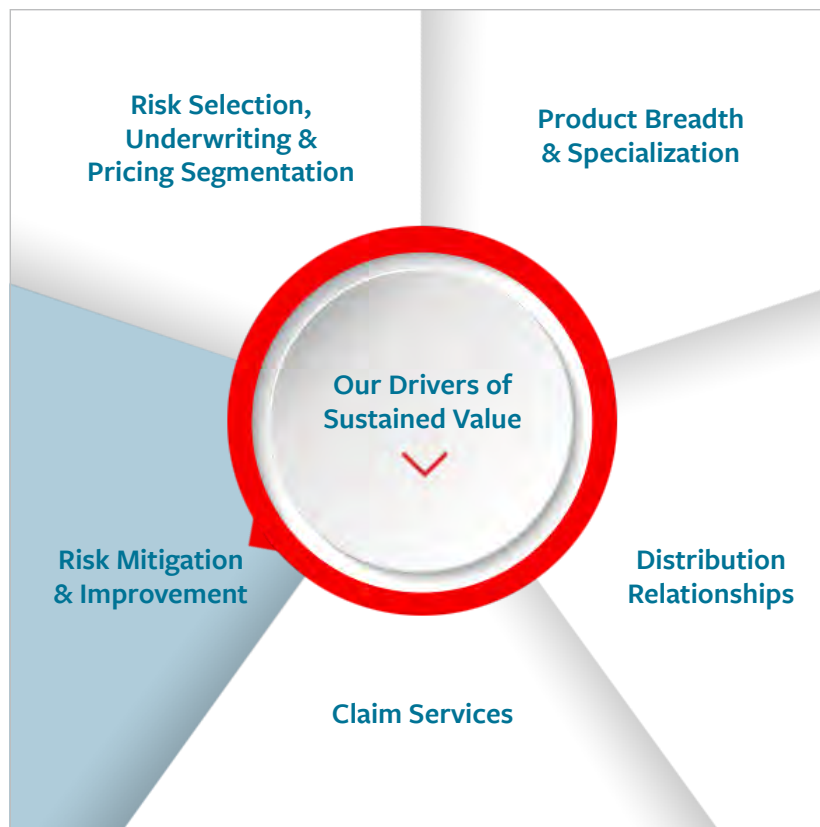 Risk Selection,
Underwriting &
Pricing Segmentation
Product Breadth
& Specialization
Our Drivers of
Sustained Value
Risk Mitigation
& Improvement
Distribution
Relationships
Claim Services